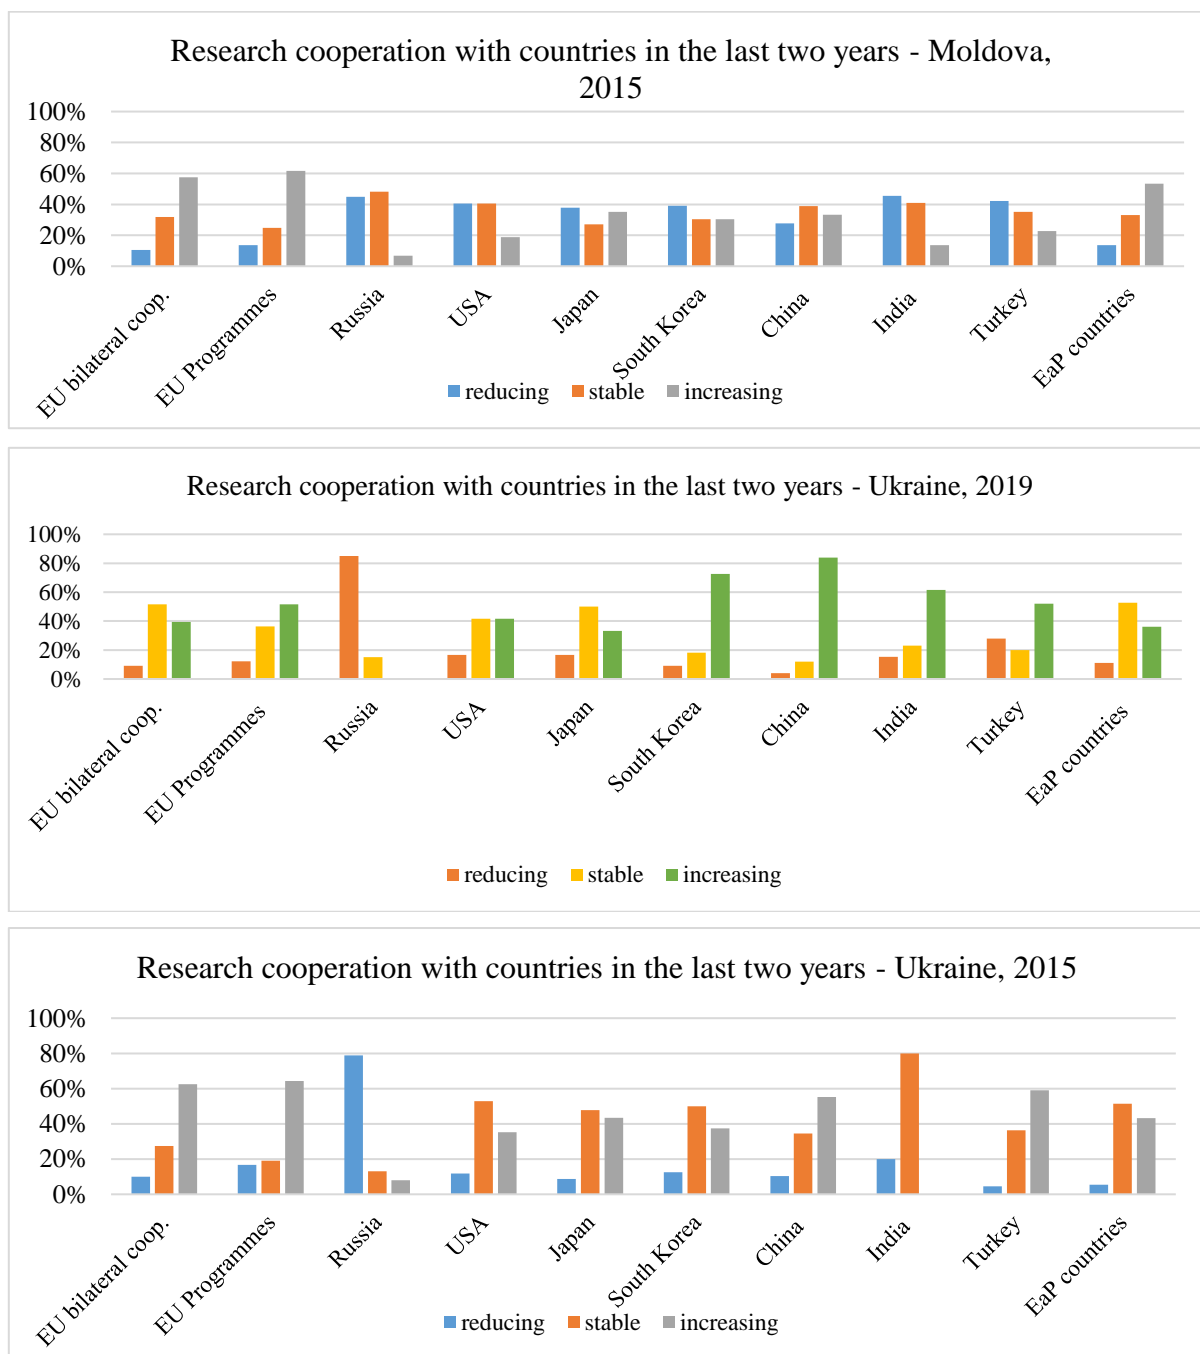 Research cooperation with countries in the last two years - Moldova,
2015
100%
80%
60%
40%
20%
0%
EU bilateral coop.
EU Programmes
Russia
USA
Japan
South Korea
China
India
Turkey
EaP countries
reducing stable increasing
Research cooperation with countries in the last two years - Ukraine, 2019
100%
80%
60%
40%
20%
0%
EU bilateral coop.
EU Programmes
Russia
USA
Japan
South Korea
China
India
Turkey
EaP countries
reducing stable increasing
Research cooperation with countries in the last two years - Ukraine, 2015
100%
80%
60%
40%
20%
0%
EU bilateral coop.
EU Programmes
Russia
USA
Japan
South Korea
China
India
Turkey
EaP countries
reducing stable increasing